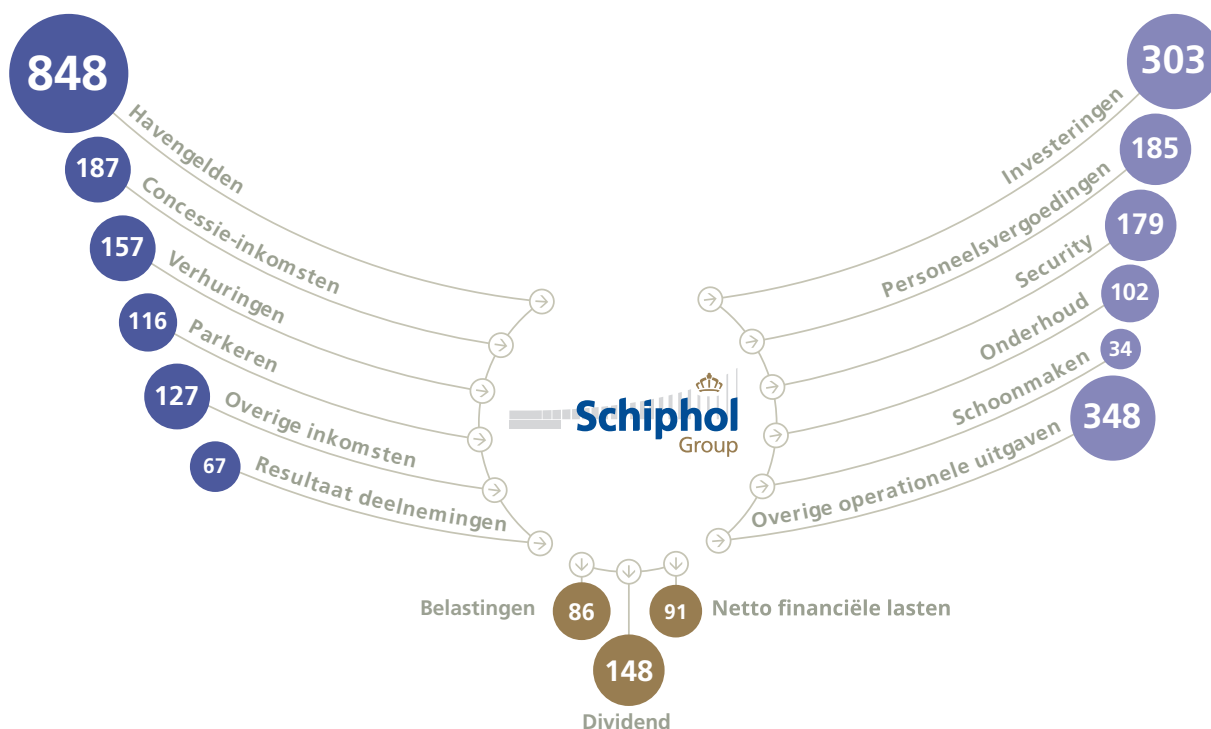 848
Havengelden
187
Concessie-inkomsten
157
Verhuringen
116
Parkeren
127
Overige inkomsten
67
Resultaat deelnemingen
Schiphol
Group
303
Investeringen
185
Personeelsvergoedingen
179
Security
102
Onderhoud
34
Schoonmaken
348
Overige operationele uitgaven
Belastingen
86
91
Netto financiële lasten
148
Dividend